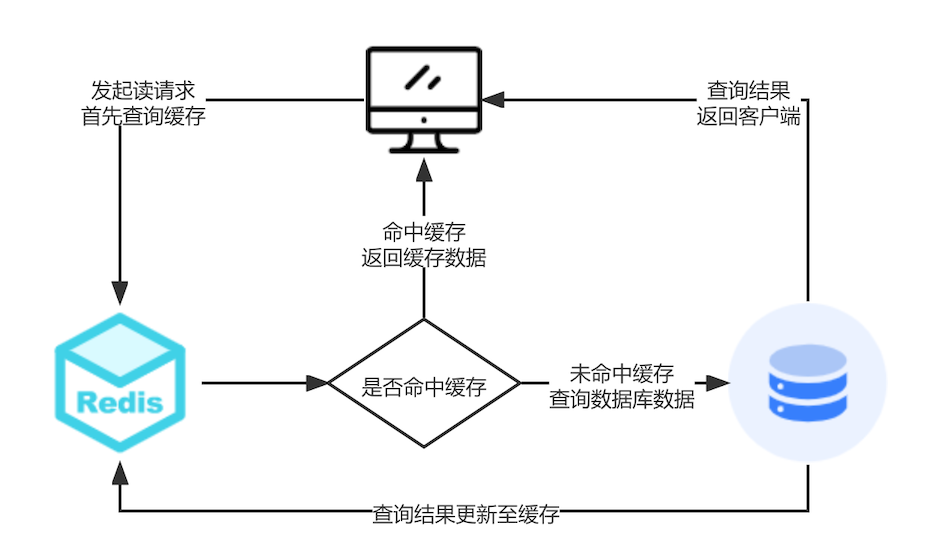 发起读请求
首先查询缓存
查询结果
返回客户端
命中缓存
返回缓存数据
Redis
是否命中缓存
未命中缓存
查询数据库数据
查询结果更新至缓存